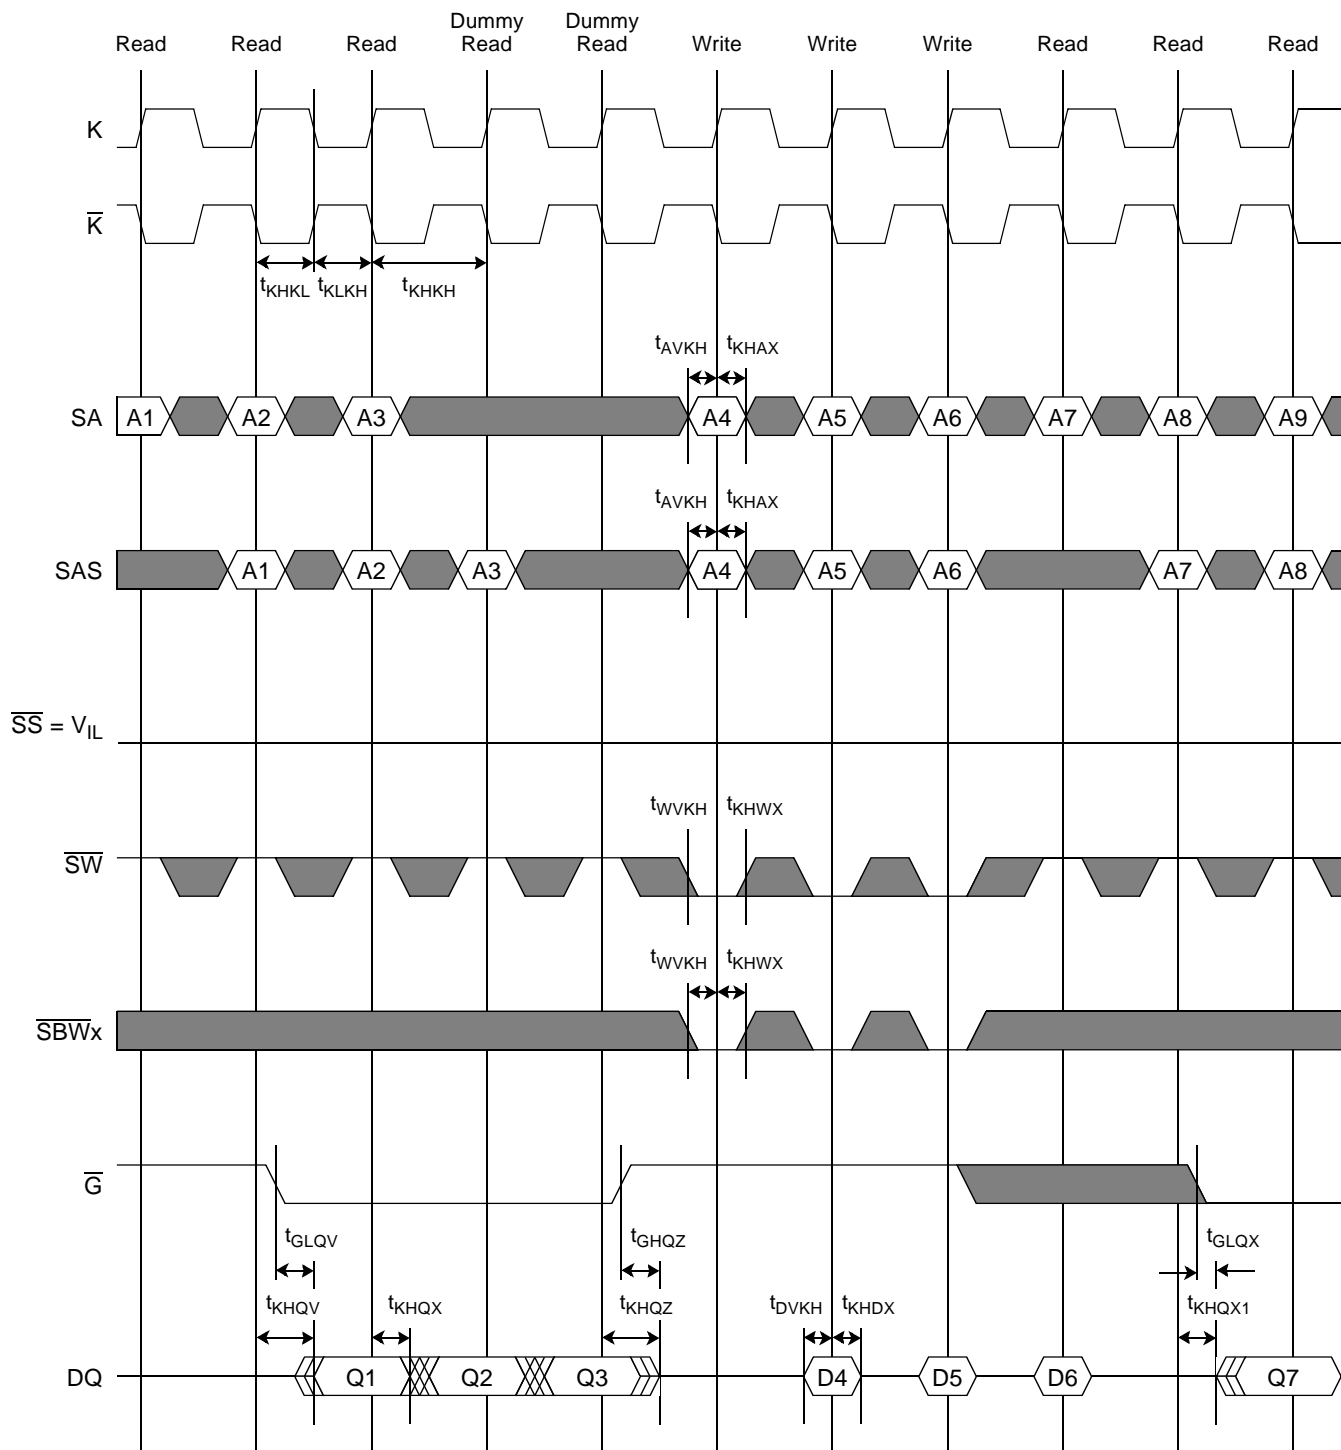 Dummy Dummy
Read Read Read Read Read Write Write Write Read Read Read
K
K̅
tKHKL tKLKH tKHKH
tAVKH tKHAX
SA A1 A2 A3 A4 A5 A6 A7 A8 A9
tAVKH tKHAX
SAS A1 A2 A3 A4 A5 A6 A7 A8
S̅S̅ = VIL
tWVKH tKHWX
S̅W̅
tWVKH tKHWX
S̅B̅W̅x
G̅
tGLQV tGHQZ tGLQX
tKHQV tKHQX tKHQZ tDVKH tKHDX tKHQX1
DQ Q1 Q2 Q3 D4 D5 D6 Q7